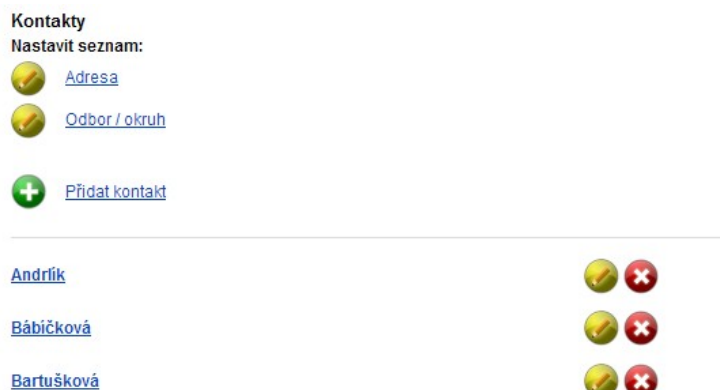 Kontakty
Nastavit seznam:
Adresa
Odbor / okruh
Přidat kontakt
Andrlík
Bábíčková
Bartušková